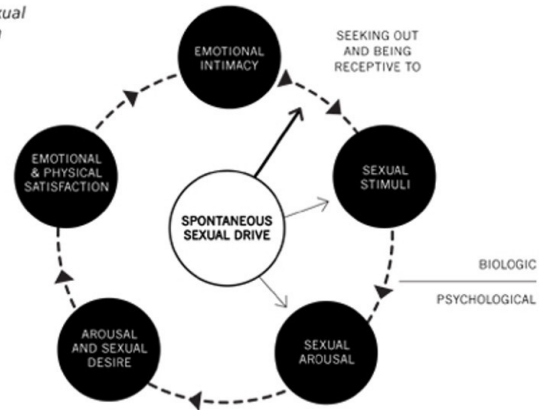 EMOTIONAL
INTIMACY
SEEKING OUT
AND BEING
RECEPTIVE TO
EMOTIONAL
& PHYSICAL
SATISFACTION
SEXUAL
STIMULI
SPONTANEOUS
SEXUAL DRIVE
BIOLOGIC
PSYCHOLOGICAL
AROUSAL
AND SEXUAL
DESIRE
SEXUAL
AROUSAL